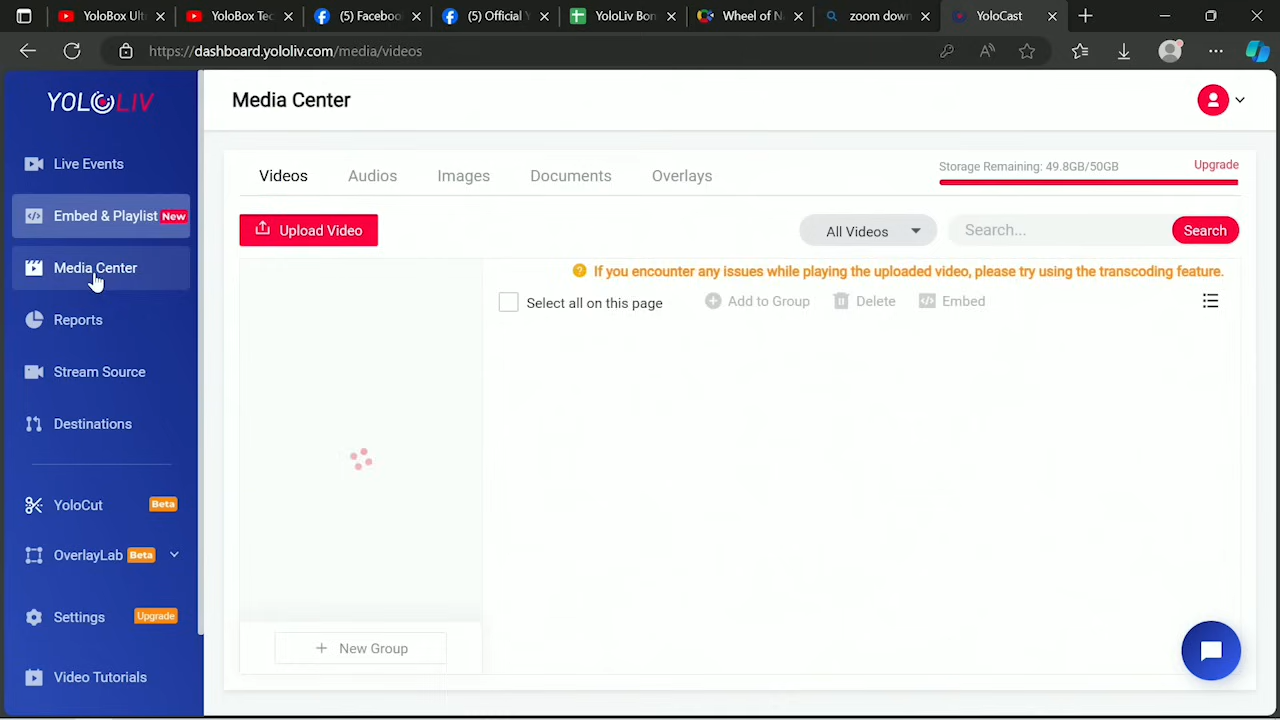 YoloBox Ult
YoloBox Tec
(5) Faceboo
(5) Official
YoloLiv Bon
Wheel of N
zoom down
YoloCast
https://dashboard.yololiv.com/media/videos
YOLOLIV
Media Center
Live Events
Embed & Playlist New
Media Center
Reports
Stream Source
Destinations
YoloCut Beta
OverlayLab Beta
Settings Upgrade
Video Tutorials
Videos Audios Images Documents Overlays
Storage Remaining: 49.8GB/50GB Upgrade
Upload Video
All Videos
Search...
Search
If you encounter any issues while playing the uploaded video, please try using the transcoding feature.
Select all on this page
Add to Group
Delete
Embed
+ New Group